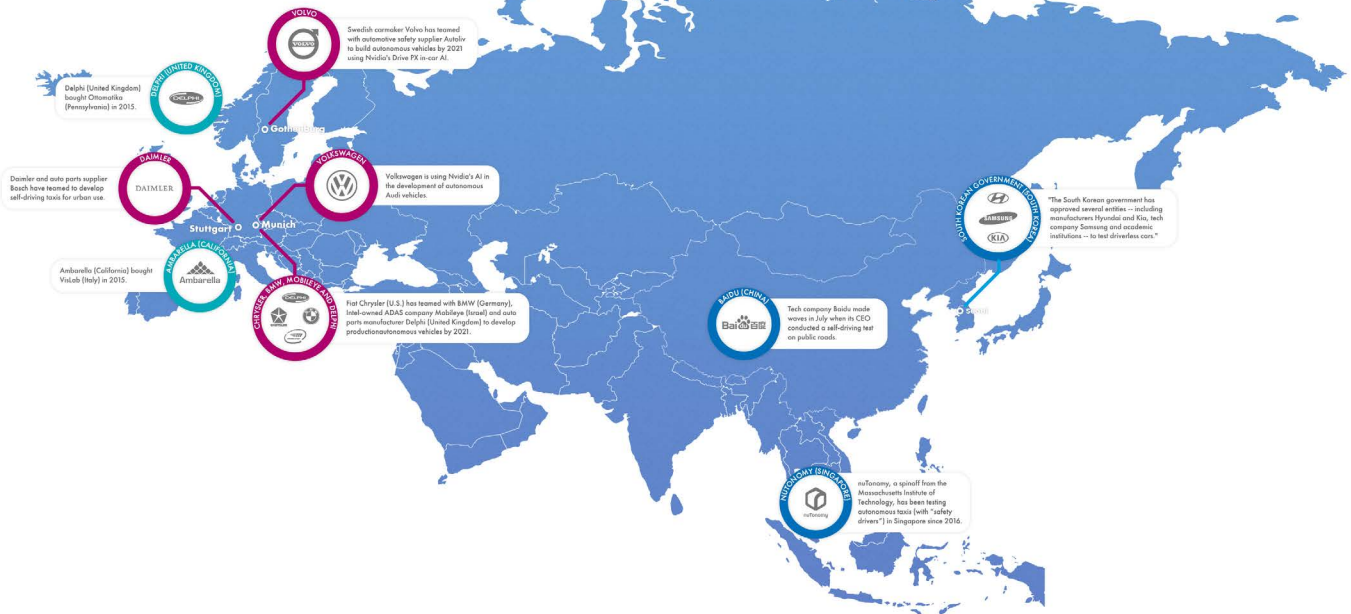 VOLVO
VOLVO
Swedish carmaker Volvo has teamed
with automotive safety supplier Autoliv
to build autonomous vehicles by 2021
using Nvidia's Drive PX in-car AI.
DELPHI (UNITED KINGDOM)
DELPHI
Delphi (United Kingdom)
bought Ottomatika
(Pennsylvania) in 2015.
Gothenburg
DAIMLER
DAIMLER
Daimler and auto parts supplier
Bosch have teamed to develop
self-driving taxis for urban use.
VOLKSWAGEN
Volkswagen is using Nvidia's AI in
the development of autonomous
Audi vehicles.
Stuttgart
Munich
AMBARELLA (CALIFORNIA)
Ambarella
Ambarella (California) bought
VisLab (Italy) in 2015.
CHRYSLER, BMW, MOBILEYE AND DELPHI
DELPHI
Fiat Chrysler (U.S.) has teamed with BMW (Germany),
Intel-owned ADAS company Mobileye (Israel) and auto
parts manufacturer Delphi (United Kingdom) to develop
productionautonomous vehicles by 2021.
SOUTH KOREAN GOVERNMENT (SOUTH KOREA)
SAMSUNG
KIA
"The South Korean government has
approved several entities -- including
manufacturers Hyundai and Kia, tech
company Samsung and academic
institutions -- to test driverless cars."
Seoul
BAIDU (CHINA)
Bai百度
Tech company Baidu made
waves in July when its CEO
conducted a self-driving test
on public roads.
NUTONOMY (SINGAPORE)
nuTonomy
nuTonomy, a spinoff from the
Massachusetts Institute of
Technology, has been testing
autonomous taxis (with "safety
drivers") in Singapore since 2016.